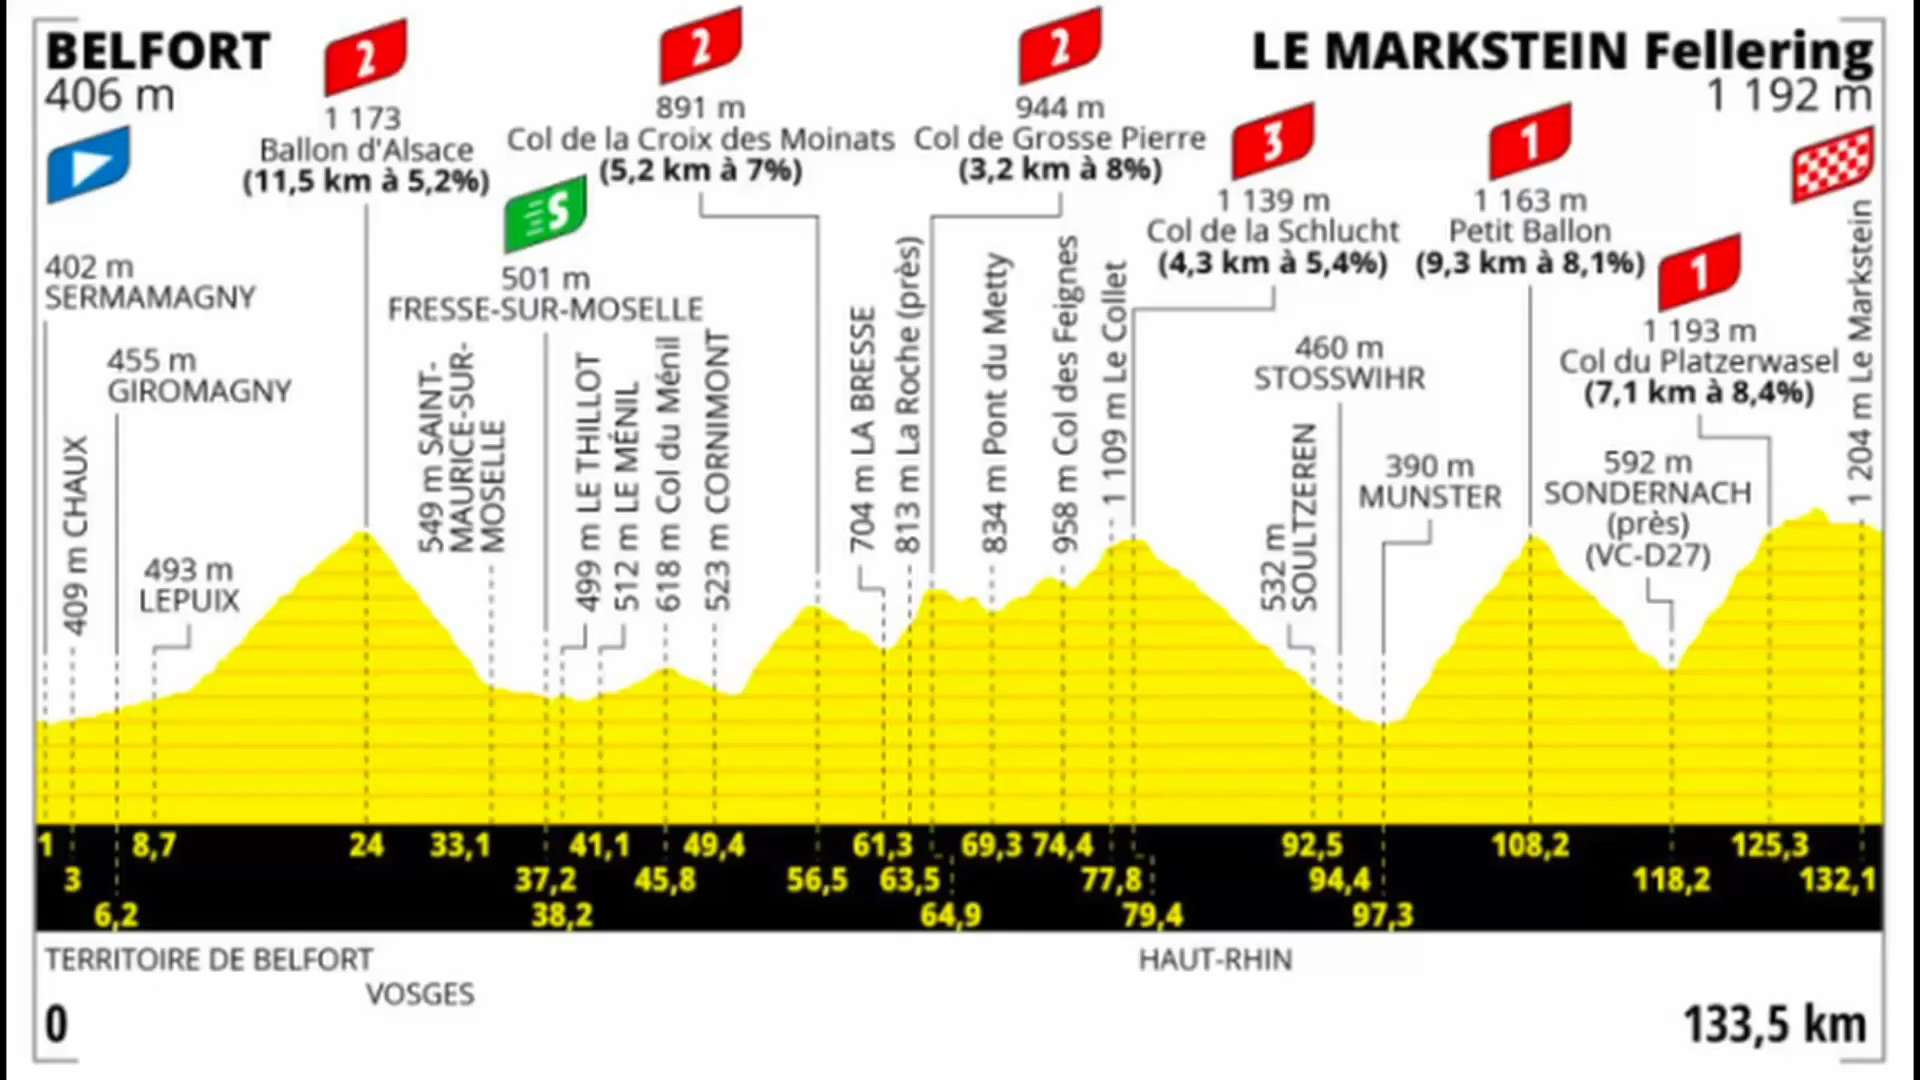 BELFORT
406 m
2
1 173
Ballon d'Alsace
(11,5 km à 5,2%)
2
891 m
Col de la Croix des Moinats
(5,2 km à 7%)
2
944 m
Col de Grosse Pierre
(3,2 km à 8%)
LE MARKSTEIN Fellering
1 192 m
3
1 139 m
Col de la Schlucht
(4,3 km à 5,4%)
1
1 163 m
Petit Ballon
(9,3 km à 8,1%)
1
1 193 m
Col du Platzerwasel
(7,1 km à 8,4%)
402 m
SERMAMAGNY
409 m CHAUX
455 m
GIROMAGNY
493 m
LEPUIX
549 m SAINT-
MAURICE-SUR-
MOSELLE
S
501 m
FRESSE-SUR-MOSELLE
499 m LE THILLOT
512 m LE MÉNIL
618 m Col du Ménil
523 m CORNIMONT
704 m LA BRESSE
813 m La Roche (près)
834 m Pont du Metty
958 m Col des Feignes
1 109 m Le Collet
532 m
SOULTZEREN
460 m
STOSSWIHR
390 m
MUNSTER
592 m
SONDERNACH
(près)
(VC-D27)
1 204 m Le Markstein
1
3
6,2
8,7
24
33,1
37,2
38,2
41,1
45,8
49,4
56,5
61,3
63,5
64,9
69,3
74,4
77,8
79,4
92,5
94,4
97,3
108,2
118,2
125,3
132,1
TERRITOIRE DE BELFORT
VOSGES
HAUT-RHIN
0
133,5 km